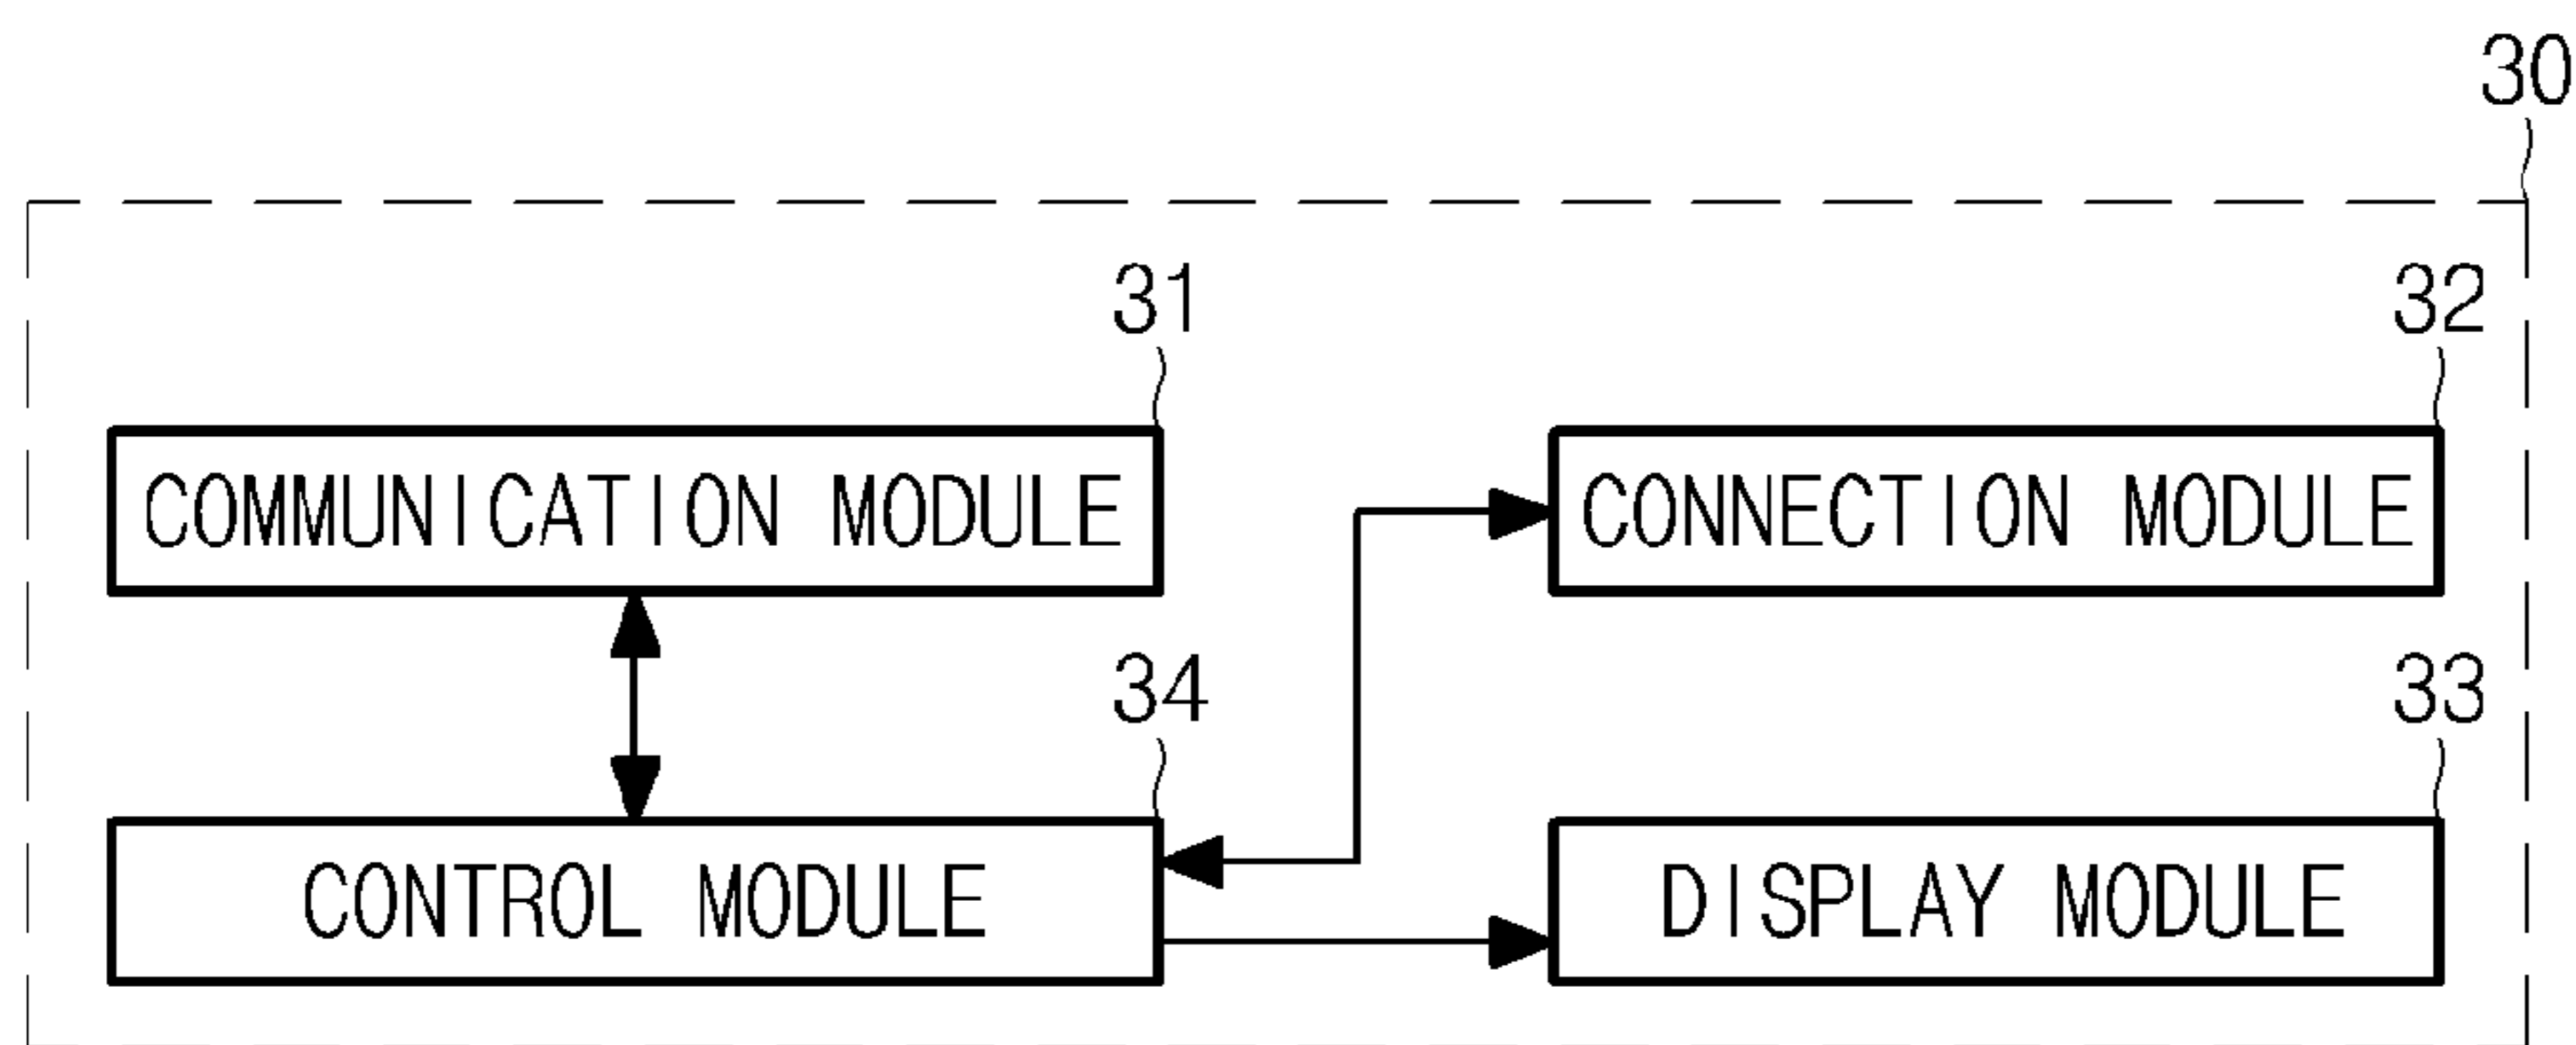 30
31
32
COMMUNICATION MODULE
CONNECTION MODULE
34
33
CONTROL MODULE
DISPLAY MODULE